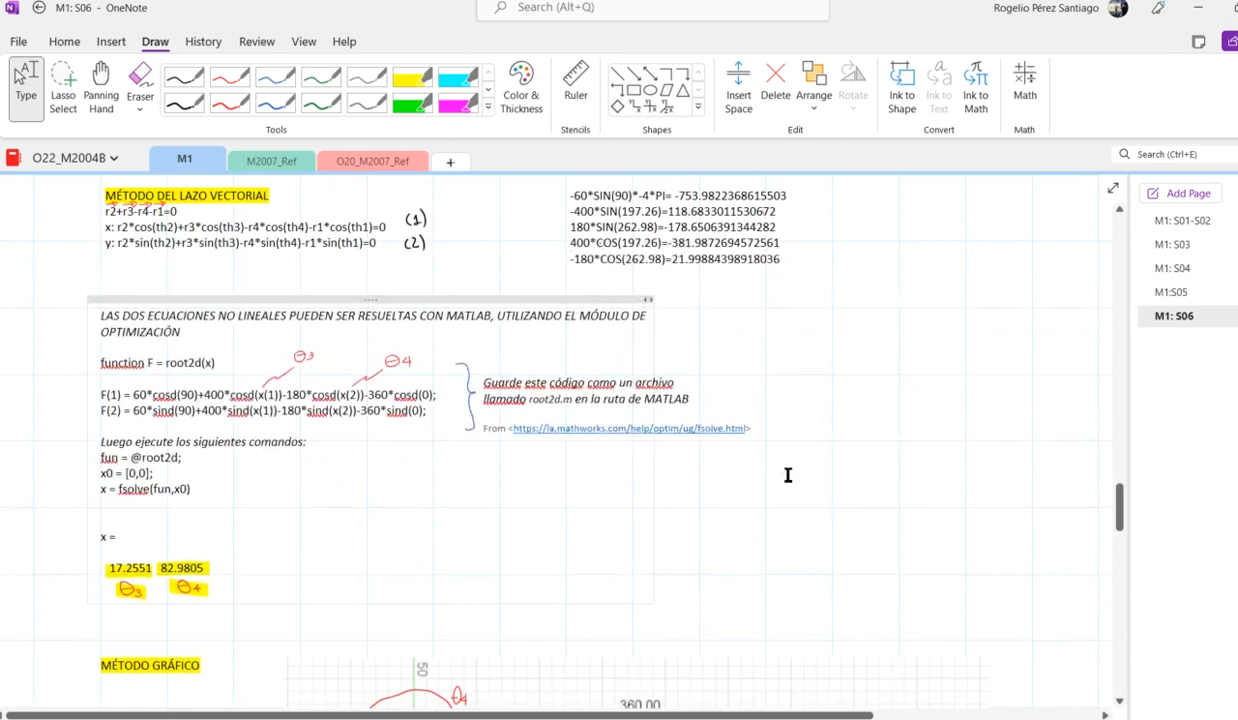 M1: S06 - OneNote
Search (Alt+Q)
Rogelio Pérez Santiago
File Home Insert Draw History Review View Help
Type
Lasso Select
Panning Hand
Eraser
Color & Thickness
Ruler
Insert Space
Delete
Arrange
Rotate
Ink to Shape
Ink to Text
Ink to Math
Math
Tools
Stencils
Shapes
Edit
Convert
Math
O22_M2004B
M1
M2007_Ref
O20_M2007_Ref
+
Search (Ctrl+E)
Add Page
M1: S01-S02
M1: S03
M1: S04
M1:S05
M1: S06
MÉTODO DEL LAZO VECTORIAL
r2+r3-r4-r1=0
x: r2*cos(th2)+r3*cos(th3)-r4*cos(th4)-r1*cos(th1)=0 (1)
y: r2*sin(th2)+r3*sin(th3)-r4*sin(th4)-r1*sin(th1)=0 (2)
-60*SIN(90)*-4*PI= -753.9822368615503
-400*SIN(197.26)=118.6833011530672
180*SIN(262.98)=-178.6506391344282
400*COS(197.26)=-381.9872694572561
-180*COS(262.98)=21.99884398918036
LAS DOS ECUACIONES NO LINEALES PUEDEN SER RESUELTAS CON MATLAB, UTILIZANDO EL MÓDULO DE
OPTIMIZACIÓN
function F = root2d(x)
θ3 θ4
F(1) = 60*cosd(90)+400*cosd(x(1))-180*cosd(x(2))-360*cosd(0);
F(2) = 60*sind(90)+400*sind(x(1))-180*sind(x(2))-360*sind(0);
Guarde este código como un archivo
llamado root2d.m en la ruta de MATLAB
From <https://la.mathworks.com/help/optim/ug/fsolve.html>
Luego ejecute los siguientes comandos:
fun = @root2d;
x0 = [0,0];
x = fsolve(fun,x0)
x =
17.2551 82.9805
θ3 θ4
MÉTODO GRÁFICO
50
θ4
360.00